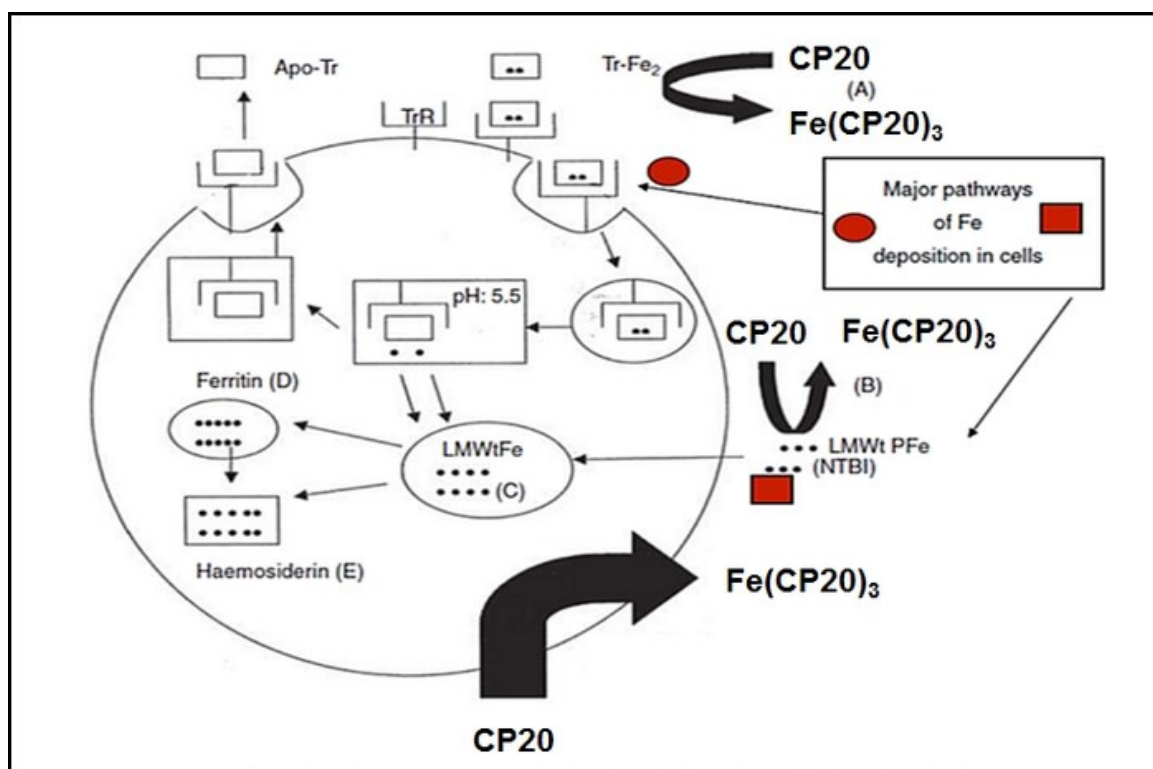 Apo-Tr
Tr-Fe₂
CP20
(A)
Fe(CP20)₃
TrR
Major pathways
of Fe
deposition in cells
pH: 5.5
CP20
Fe(CP20)₃
(B)
Ferritin (D)
LMWtFe
(C)
LMWt PFe
(NTBI)
Haemosiderin (E)
Fe(CP20)₃
CP20